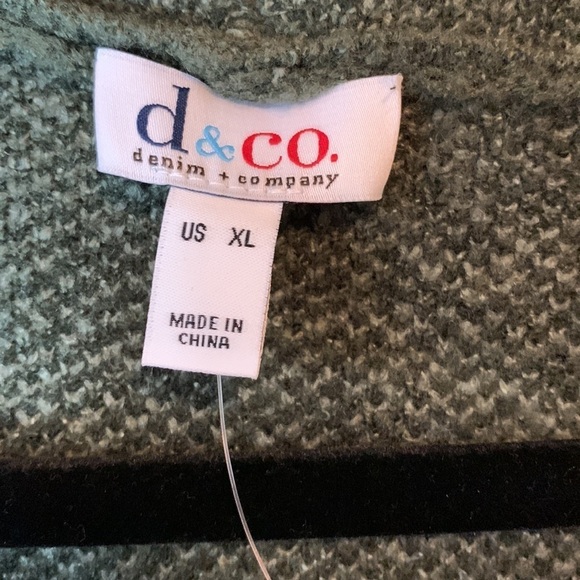 d&co.
denim + company
US XL
MADE IN
CHINA